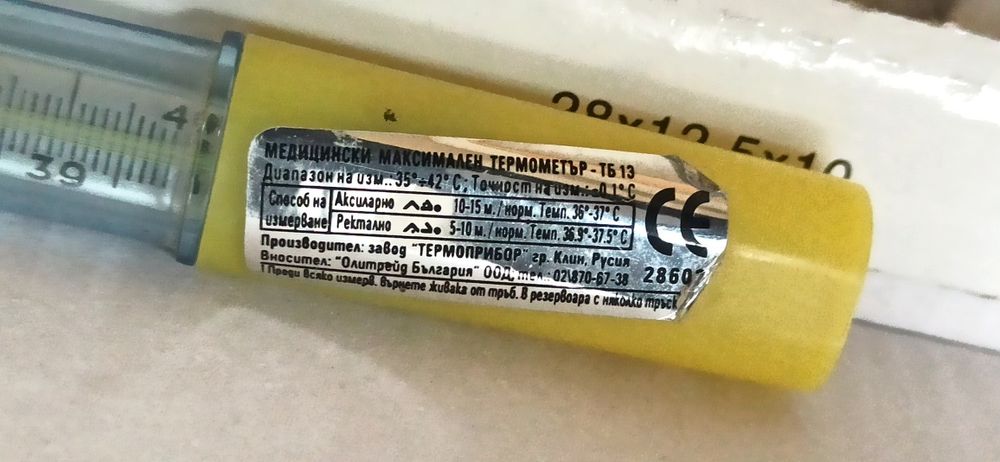 28x12,5x10
39
4
МЕДИЦИНСКИ МАКСИМАЛЕН ТЕРМОМЕТЪР - ТБ 13
Диапазон на изм.: 35°÷42° C; Точност на изм.: -0,1° C
Способ на измерване
Аксиларно 10-15 м./норм. Темп. 36°-37° C
Ректално 5-10 м./норм. Темп. 36.9°-37.5° C
CE
Производител: завод "ТЕРМОПРИБОР" гр. Клин, Русия
Вносител: "Олитрейд България" ООД, тел.: 02\870-67-38
2860
! Преди всяко измерв. върнете живака от тръб. в резервоара с няколко тръск